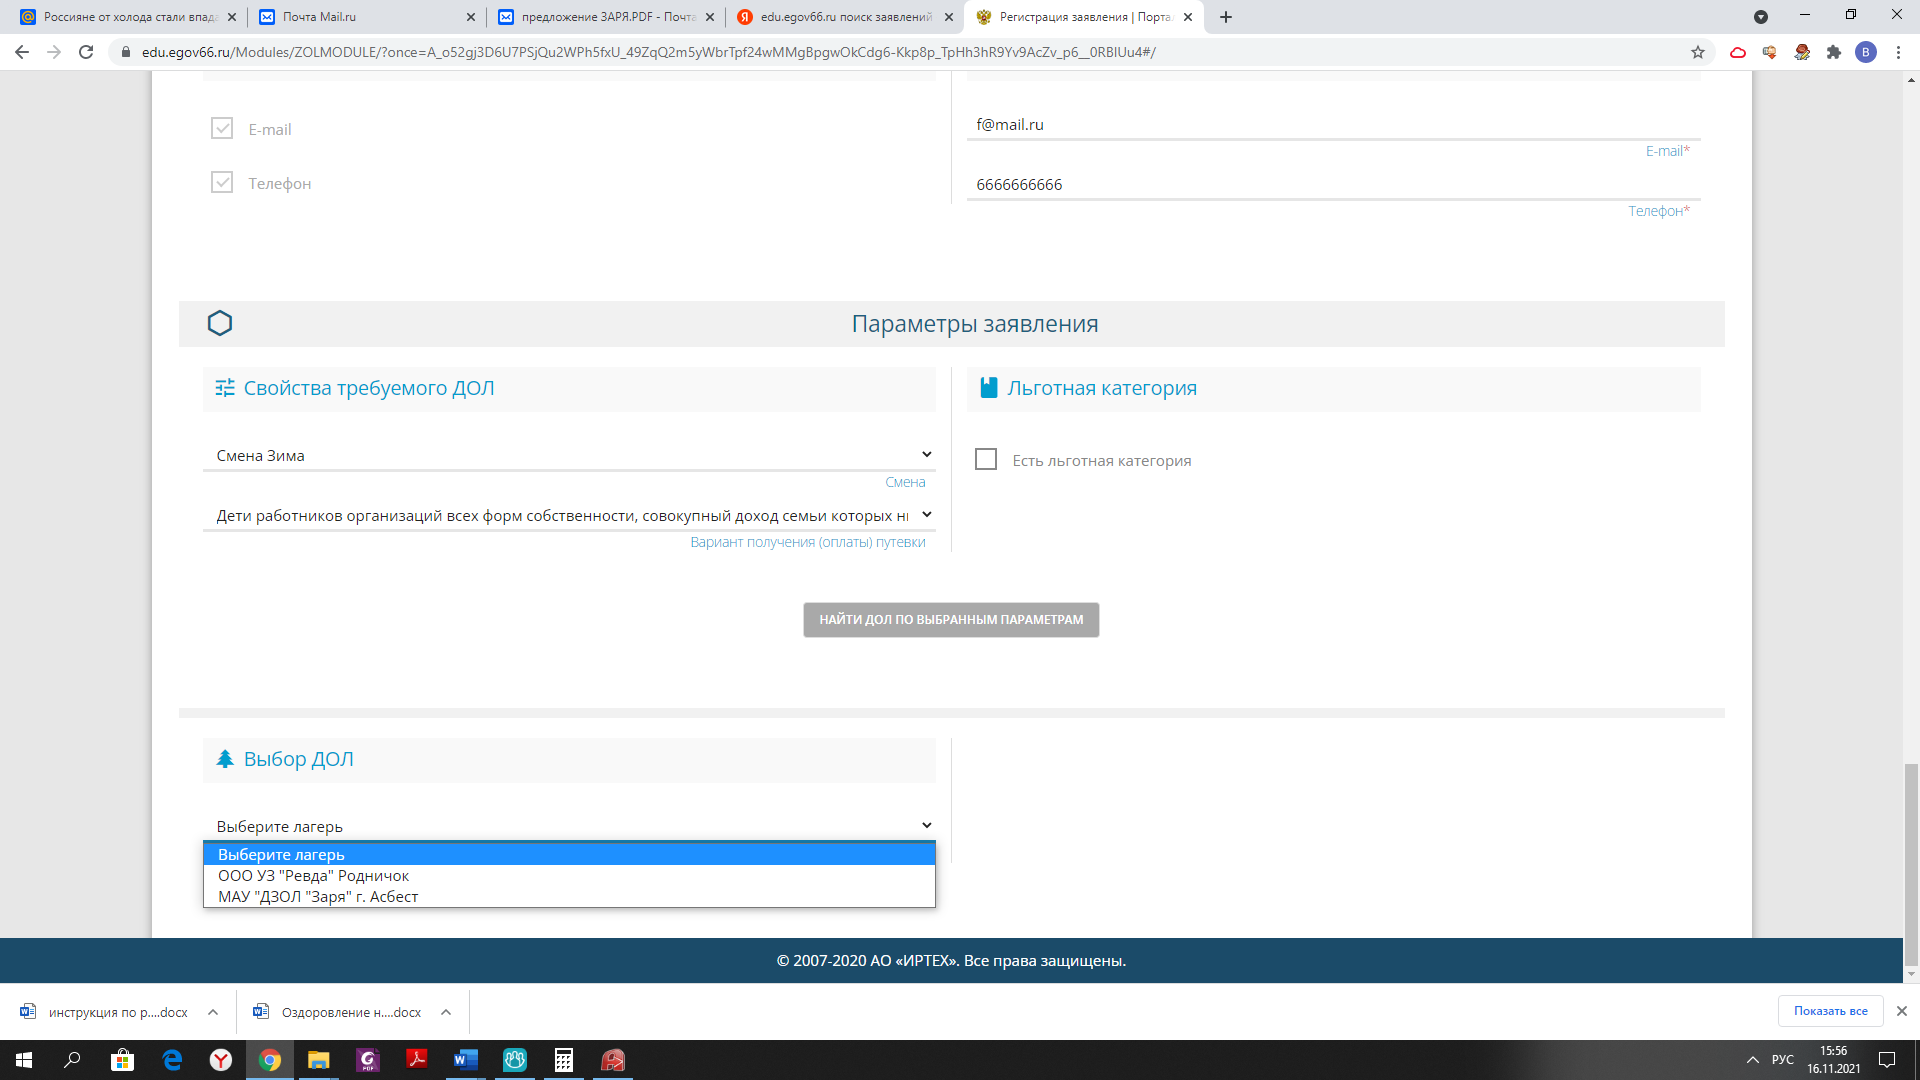 Россияне от холода стали впада
Почта Mail.ru
предложение ЗАРЯ.PDF - Почта
edu.egov66.ru поиск заявлений
Регистрация заявления | Порта
edu.egov66.ru/Modules/ZOLMODULE/?once=A_o52gj3D6U7PSjQu2WPh5fxU_49ZqQ2m5yWbrTpf24wMMgBpgwOkCdg6-Kkp8p_TpHh3hR9Yv9AcZv_p6__0RBIUu4#/
В
E-mail
f@mail.ru
E-mail*
Телефон
6666666666
Телефон*
Параметры заявления
Свойства требуемого ДОЛ
Льготная категория
Смена Зима
Смена
Есть льготная категория
Дети работников организаций всех форм собственности, совокупный доход семьи которых н
Вариант получения (оплаты) путевки
НАЙТИ ДОЛ ПО ВЫБРАННЫМ ПАРАМЕТРАМ
Выбор ДОЛ
Выберите лагерь
Выберите лагерь
ООО УЗ "Ревда" Родничок
МАУ "ДЗОЛ "Заря" г. Асбест
© 2007-2020 АО «ИРТЕХ». Все права защищены.
инструкция по р....docx
Оздоровление н....docx
Показать все
РУС
15:56
16.11.2021